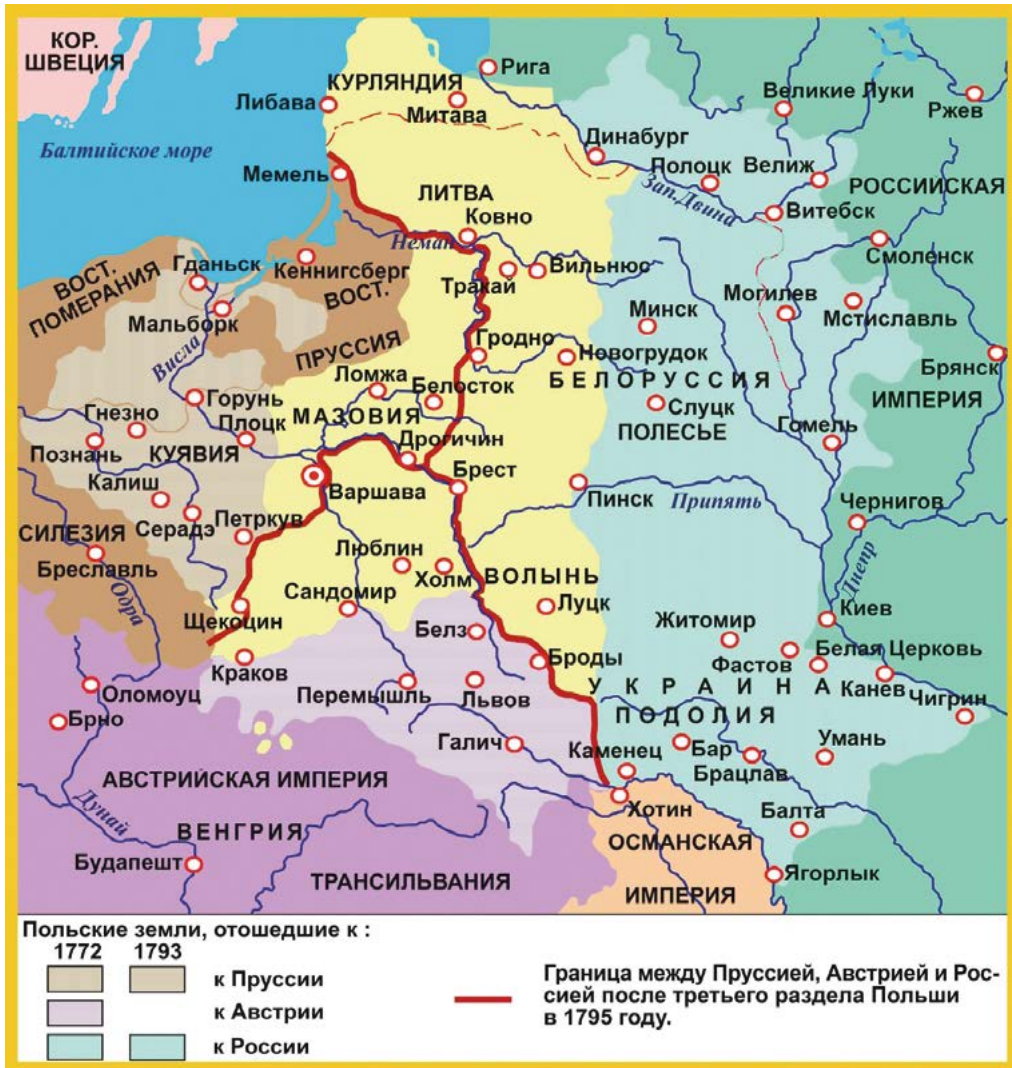 КОР.
ШВЕЦИЯ
Рига
КУРЛЯНДИЯ
Либава
Митава
Великие Луки
Ржев
Балтийское море
Динабург
Мемель
Полоцк
Велиж
ЛИТВА
Зап.Двина
РОССИЙСКАЯ
Витебск
Ковно
Неман
ВОСТ.
ПОМЕРАНИЯ
Гданьск
Кеннигсберг
Вильнюс
Смоленск
Тракай
ВОСТ.
Мальборк
Минск
Могилев
Мстиславль
Висла
ПРУССИЯ
Гродно
Новогрудок
Брянск
Ломжа
Белосток
БЕЛОРУССИЯ
Горунь
ИМПЕРИЯ
Гнезно
Плоцк
МАЗОВИЯ
Слуцк
ПОЛЕСЬЕ
Гомель
Познань
КУЯВИЯ
Дрогичин
Брест
Калиш
Варшава
Пинск
Припять
Чернигов
СИЛЕЗИЯ
Серадэ
Петркув
Бреславль
Люблин
Холм
ВОЛЫНЬ
Днепр
Одра
Сандомир
Луцк
Киев
Щекоцин
Белз
Житомир
Белая Церковь
Краков
Броды
Фастов
Оломоуц
Перемышль
Львов
УКРАИНА
Канев
Чигрин
Брно
ПОДОЛИЯ
Галич
Каменец
Бар
Умань
АВСТРИЙСКАЯ ИМПЕРИЯ
Брацлав
Дунай
Хотин
Балта
ВЕНГРИЯ
ОСМАНСКАЯ
Будапешт
ТРАНСИЛЬВАНИЯ
ИМПЕРИЯ
Ягорлык
Польские земли, отошедшие к :
1772 1793
к Пруссии
к Австрии
к России
Граница между Пруссией, Австрией и Рос-
сией после третьего раздела Польши
в 1795 году.